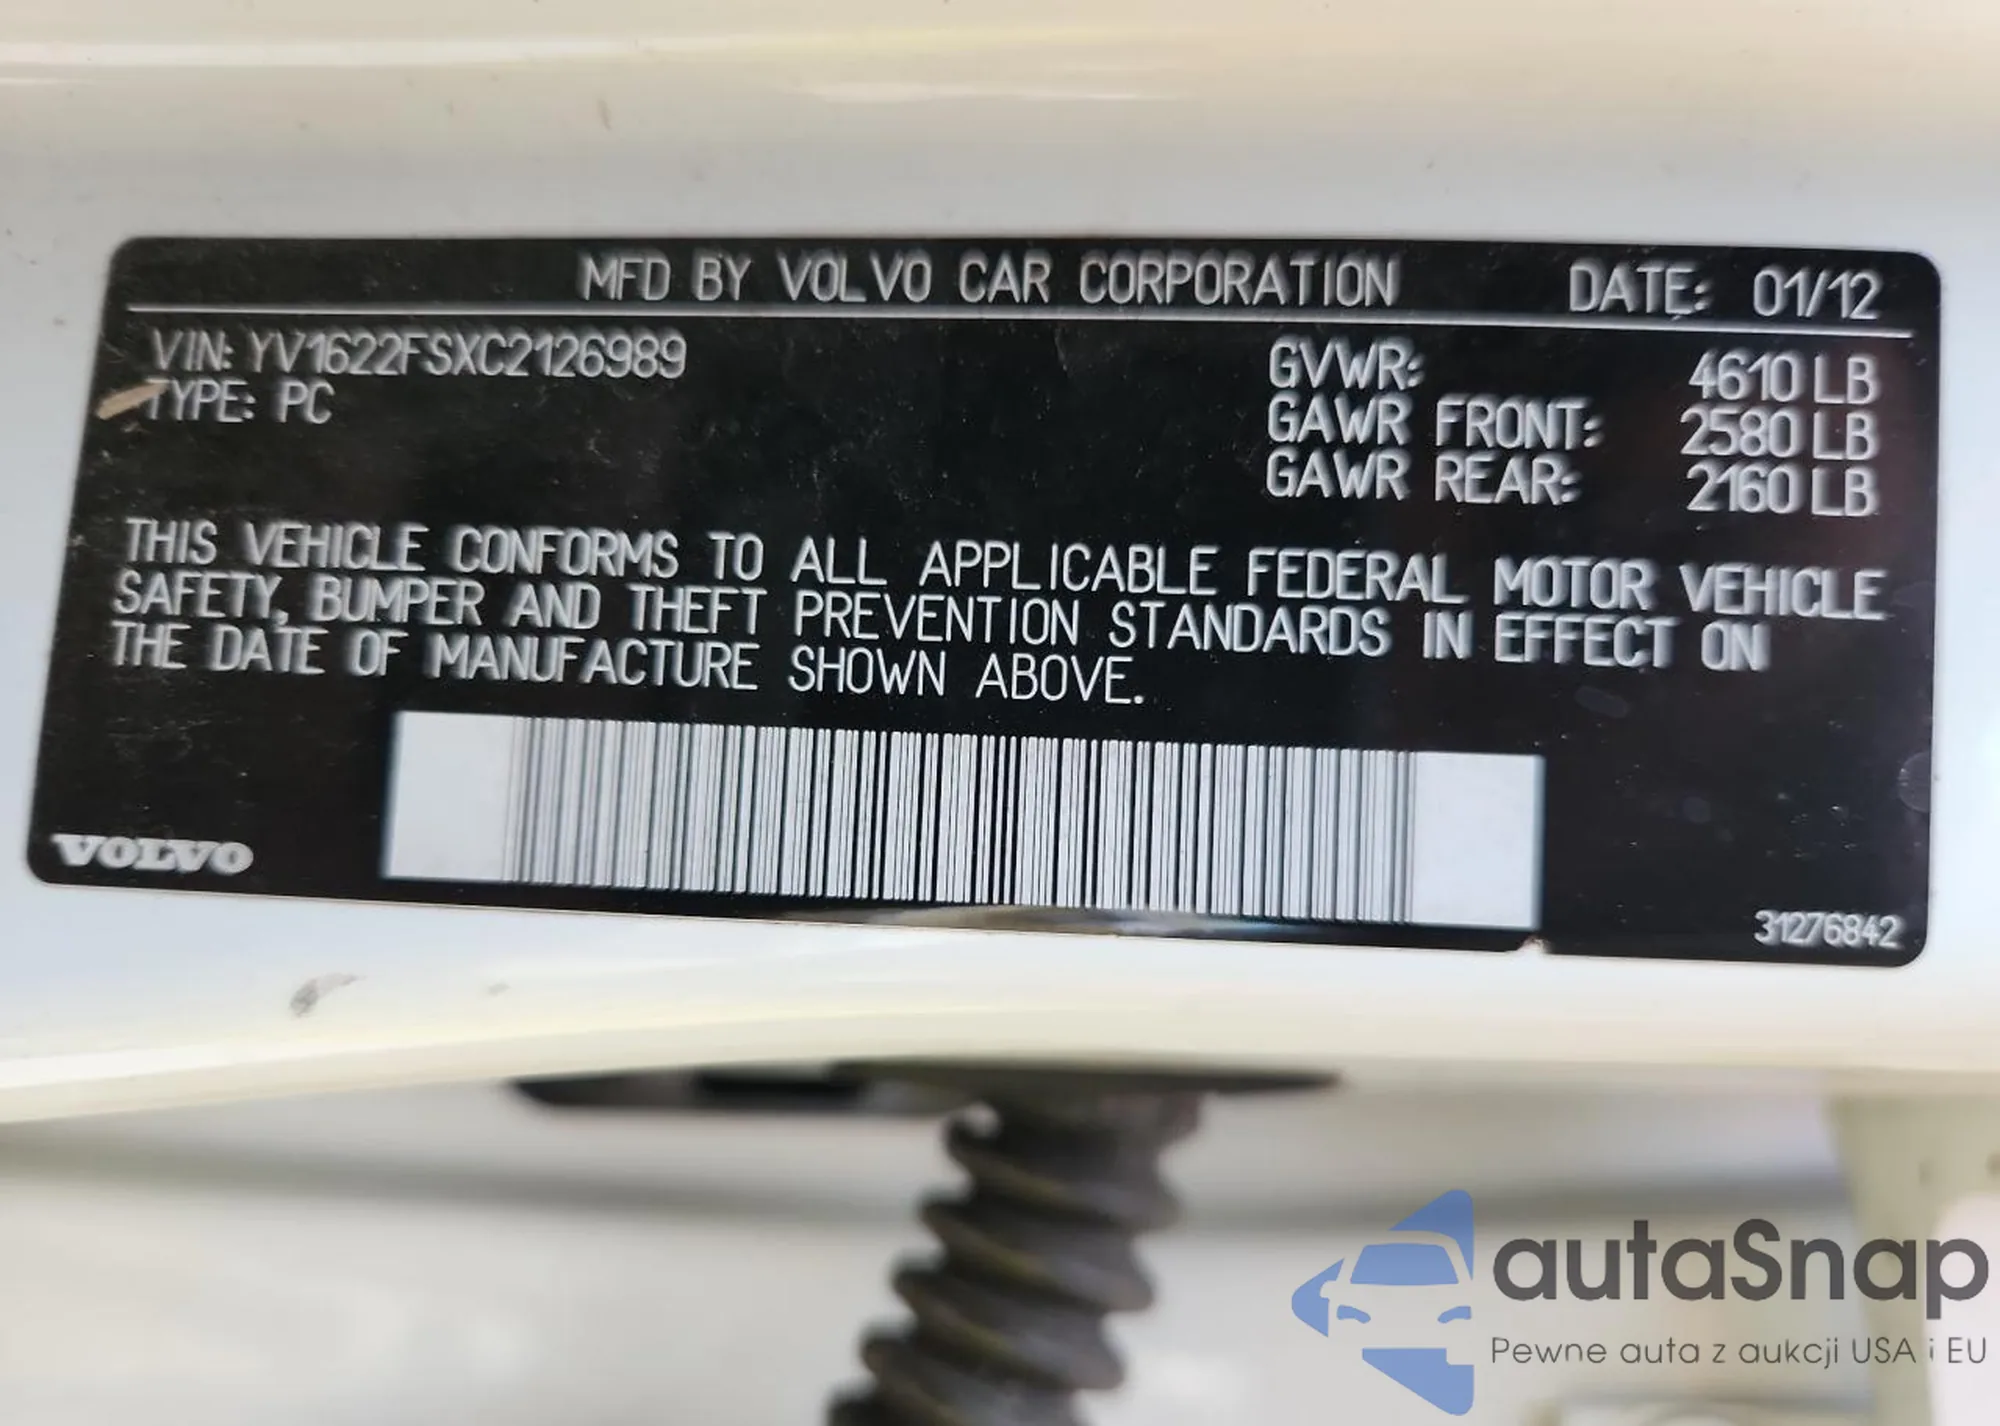 MFD BY VOLVO CAR CORPORATION DATE: 01/12
VIN: YV1622FSXC2126989 GVWR: 4610 LB
TYPE: PC GAWR FRONT: 2580 LB
GAWR REAR: 2160 LB
THIS VEHICLE CONFORMS TO ALL APPLICABLE FEDERAL MOTOR VEHICLE
SAFETY, BUMPER AND THEFT PREVENTION STANDARDS IN EFFECT ON
THE DATE OF MANUFACTURE SHOWN ABOVE.
VOLVO
31276842
autaSnap
Pewne auta z aukcji USA i EU